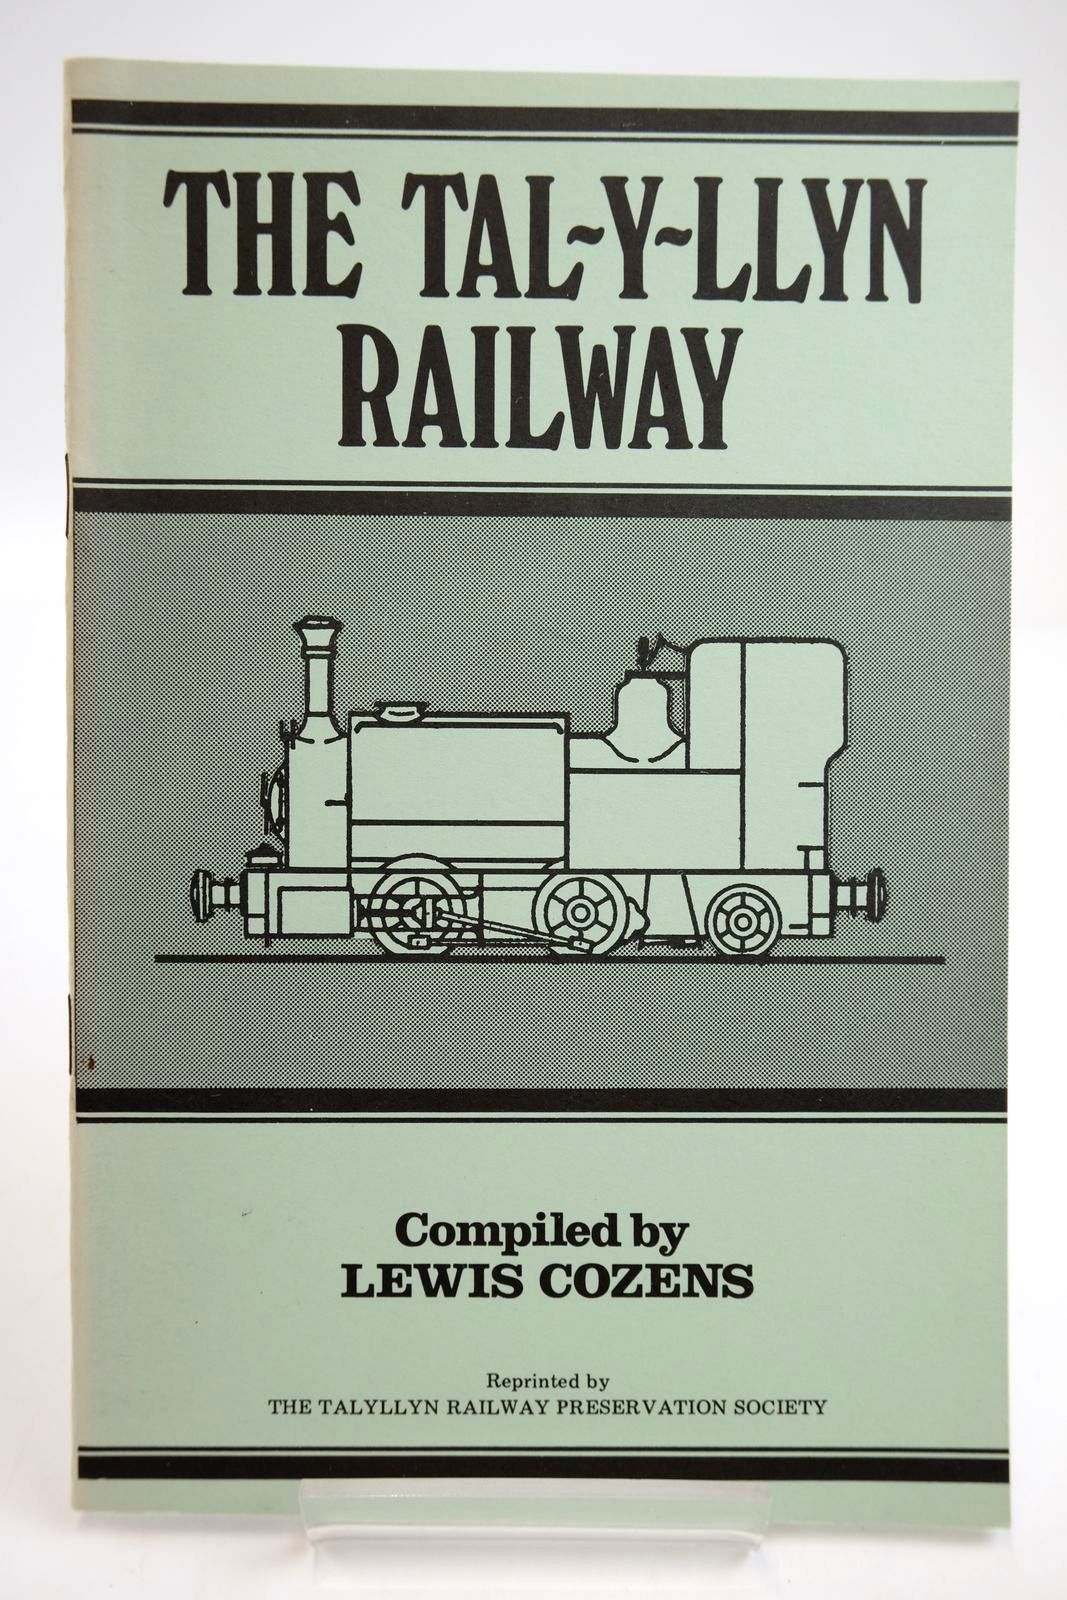 THE TAL-Y-LLYN
RAILWAY
Compiled by
LEWIS COZENS
Reprinted by
THE TALYLLYN RAILWAY PRESERVATION SOCIETY